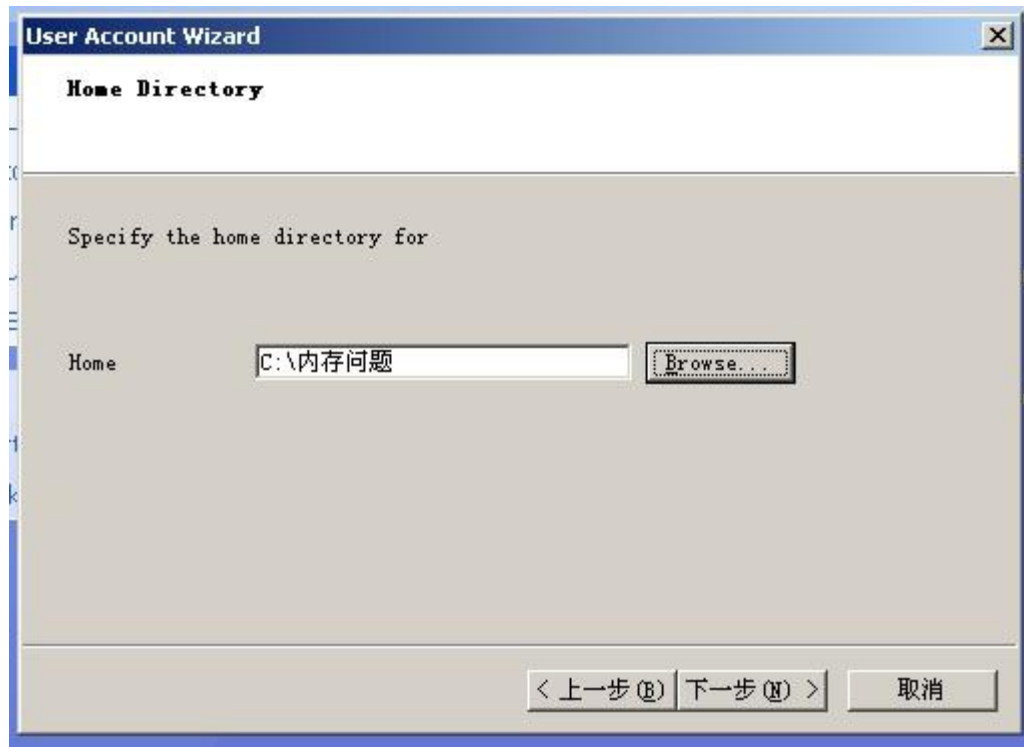 User Account Wizard
Home Directory
Specify the home directory for
Home C:\内存问题 Browse...
< 上一步(B) 下一步(N) > 取消